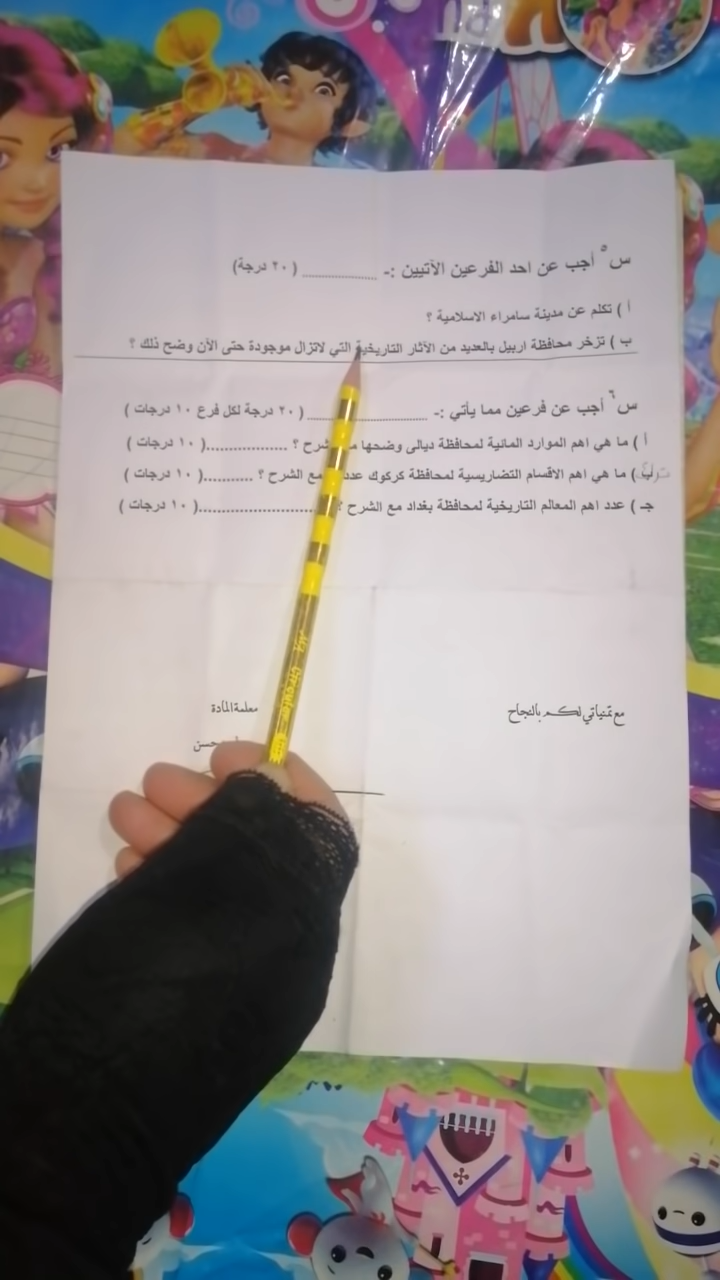 س٥ أجب عن احد الفرعين الآتيين :- .................. ( ٢٠ درجة)
أ ) تكلم عن مدينة سامراء الاسلامية ؟
ب ) تزخر محافظة اربيل بالعديد من الآثار التاريخية التي لاتزال موجودة حتى الآن وضح ذلك ؟
س٦ أجب عن فرعين مما يأتي :- .............................. ( ٢٠ درجة لكل فرع ١٠ درجات )
أ ) ما هي اهم الموارد المائية لمحافظة ديالى وضحها شرح ؟ ................( ١٠ درجات )
ب ) ما هي اهم الاقسام التضاريسية لمحافظة كركوك عدد مع الشرح ؟ ...........( ١٠ درجات )
جـ ) عدد اهم المعالم التاريخية لمحافظة بغداد مع الشرح ؟ ..........................( ١٠ درجات )
مع تمنياتي لكم بالنجاح
معلمة المادة
حسن